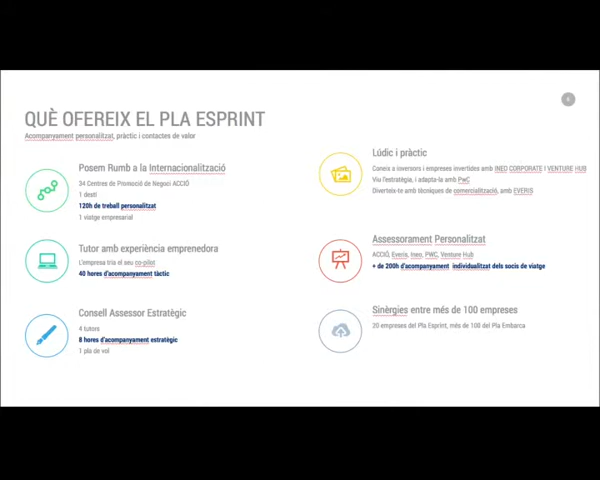 QUÈ OFEREIX EL PLA ESPRINT
Acompanyament personalitzat, pràctic i contactes de valor
Posem Rumb a la Internacionalització
34 Centres de Promoció de Negoci ACCIÓ
1 destí
120h de treball personalitzat
1 viatge empresarial
Tutor amb experiència emprenedora
L'empresa tria el seu co-pilot
40 hores d'acompanyament tàctic
Consell Assessor Estratègic
4 tutors
8 hores d'acompanyament estratègic
1 pla de vol
Lúdic i pràctic
Coneix a inversors i empreses invertides amb INEO CORPORATE I VENTURE HUB
Viu l'estratègia, i adapta-la amb PwC
Diverteix-te amb tècniques de comercialització, amb EVERIS
Assessorament Personalitzat
ACCIÓ, Everis, Ineo, PWC, Venture Hub
+ de 200h d'acompanyament individualitzat dels socis de viatge
Sinèrgies entre més de 100 empreses
20 empreses del Pla Esprint, més de 100 del Pla Embarca